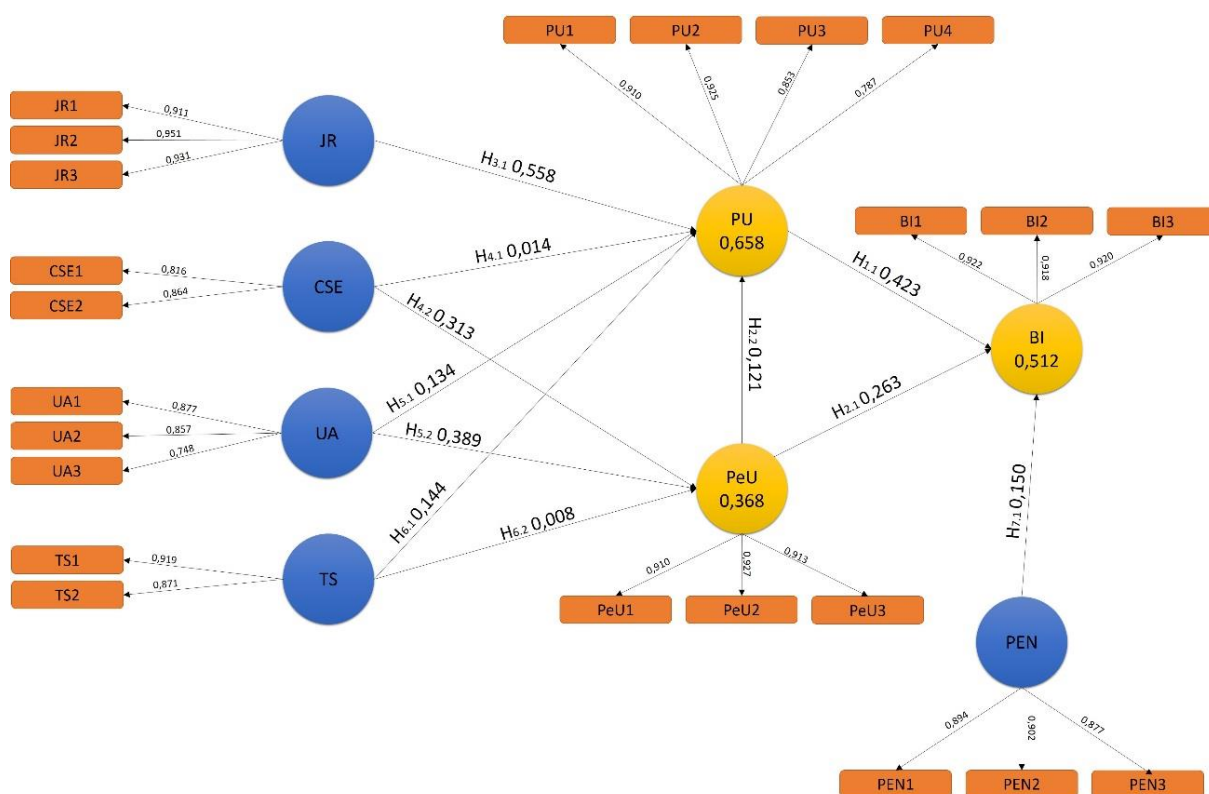 PU1
PU2
PU3
PU4
0,910
0,925
0,853
0,787
JR1
JR2
JR3
0,911
0,951
0,931
JR
H3.1 0,558
PU
0,658
BI1
BI2
BI3
0,922
0,918
0,920
CSE1
CSE2
0,816
0,864
CSE
H4.1 0,014
H4.2 0,313
H1.1 0,423
BI
0,512
H2.2 0,121
H2.1 0,263
UA1
UA2
UA3
0,877
0,857
0,748
UA
H5.1 0,134
H5.2 0,389
PeU
0,368
H7.1 0,150
TS1
TS2
0,919
0,871
TS
H6.1 0,144
H6.2 0,008
0,910
0,927
0,913
PeU1
PeU2
PeU3
PEN
0,894
0,902
0,877
PEN1
PEN2
PEN3